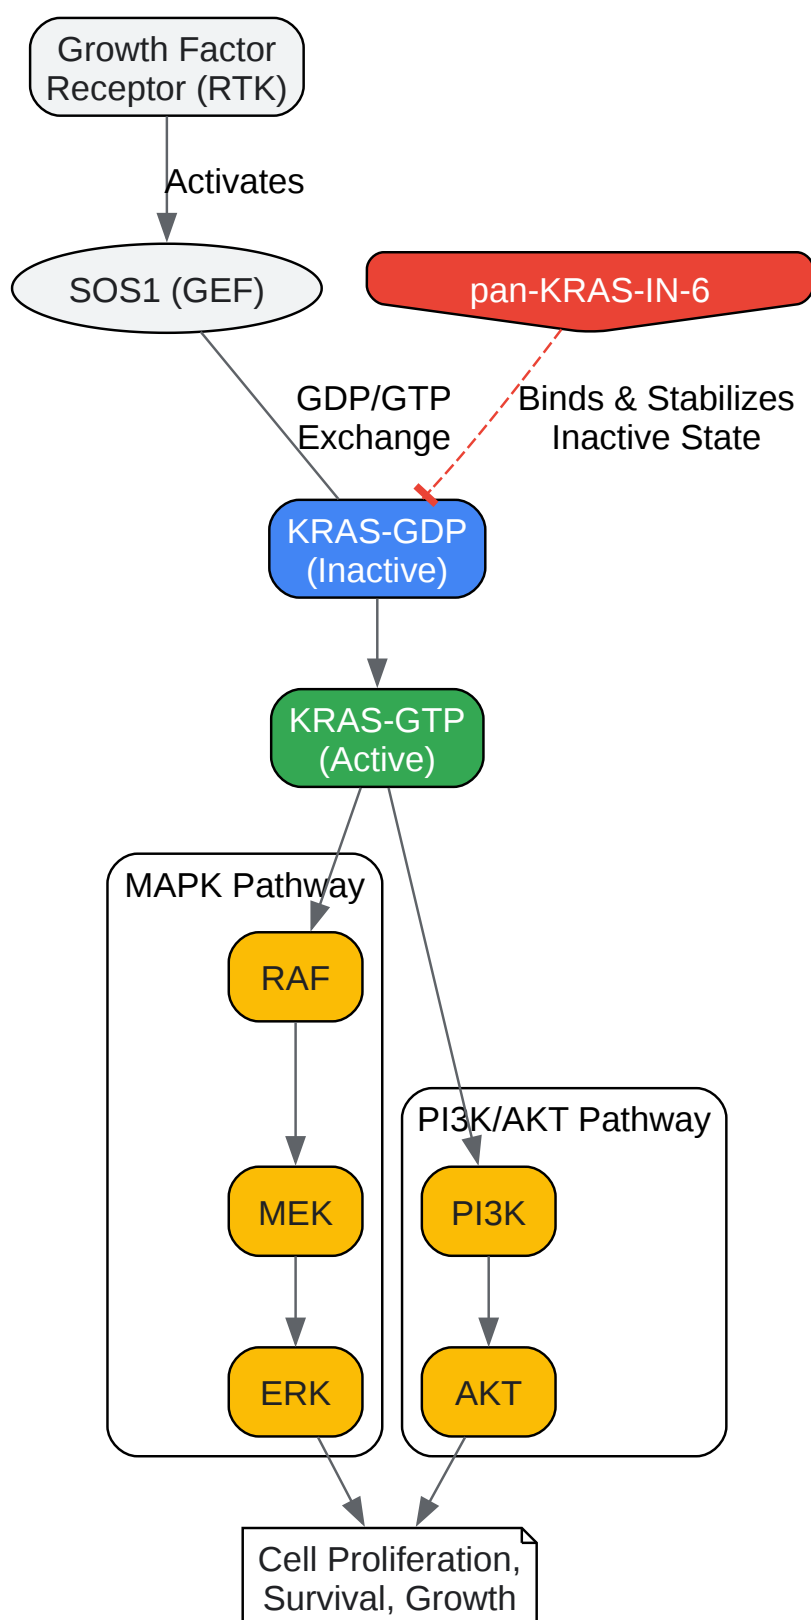 Growth Factor
Receptor (RTK)
Activates
SOS1 (GEF)
pan-KRAS-IN-6
GDP/GTP
Exchange
Binds & Stabilizes
Inactive State
KRAS-GDP
(Inactive)
KRAS-GTP
(Active)
MAPK Pathway
RAF
PI3K/AKT Pathway
MEK
PI3K
ERK
AKT
Cell Proliferation,
Survival, Growth